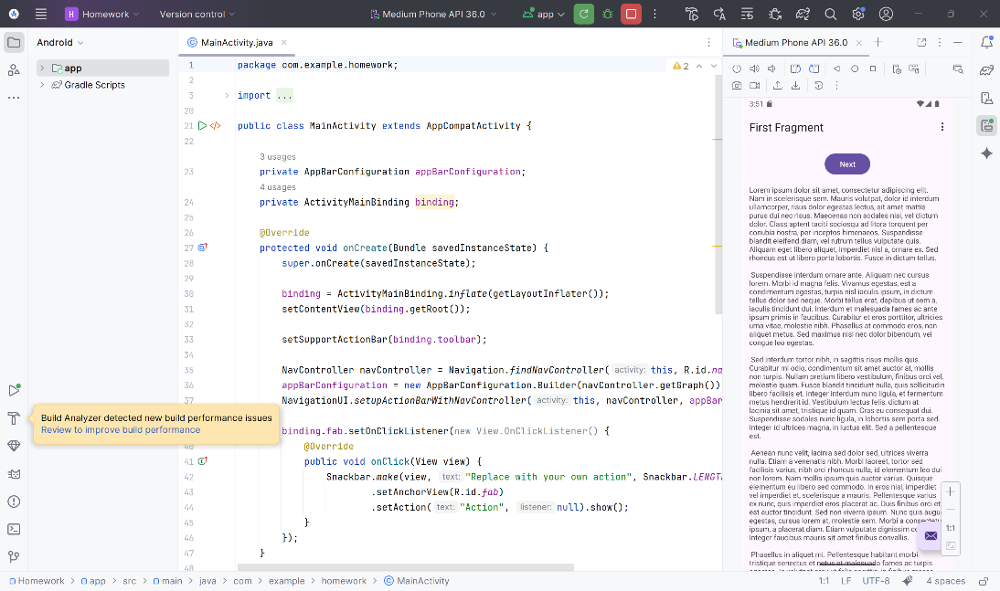 H Homework
Version control
Medium Phone API 36.0
app
Android
app
Gradle Scripts
MainActivity.java
2
1 package com.example.homework;
2
3 import ...
20
21 public class MainActivity extends AppCompatActivity {
22
3 usages
23 private AppBarConfiguration appBarConfiguration;
4 usages
24 private ActivityMainBinding binding;
25
26 @Override
27 protected void onCreate(Bundle savedInstanceState) {
28 super.onCreate(savedInstanceState);
29
30 binding = ActivityMainBinding.inflate(getLayoutInflater());
31 setContentView(binding.getRoot());
32
33 setSupportActionBar(binding.toolbar);
34
35 NavController navController = Navigation.findNavController( activity: this, R.id.na
36 appBarConfiguration = new AppBarConfiguration.Builder(navController.getGraph())
37 NavigationUI.setupActionBarWithNavController( activity: this, navController, appBar
binding.fab.setOnClickListener(new View.OnClickListener() {
40 @Override
41 public void onClick(View view) {
42 Snackbar.make(view, text: "Replace with your own action", Snackbar.LENGT
43 .setAnchorView(R.id.fab)
44 .setAction( text: "Action", listener: null).show();
45 }
46 });
47 }
48
Build Analyzer detected new build performance issues
Review to improve build performance
Medium Phone API 36.0
3:51
First Fragment
Next
Lorem ipsum dolor sit amet, consectetur adipiscing elit.
Nam in scelerisque sem. Mauris volutpat, dolor id interdum
ullamcorper, risus dolor egestas lectus, sit amet mattis
purus dui nec risus. Maecenas non sodales nisi, vel dictum
dolor. Class aptent taciti sociosqu ad litora torquent per
conubia nostra, per inceptos himenaeos. Suspendisse
blandit eleifend diam, vel rutrum tellus vulputate quis.
Aliquam eget libero aliquet, imperdiet nisl a, ornare ex. Sed
rhoncus est ut libero porta lobortis. Fusce in dictum tellus.
Suspendisse interdum ornare ante. Aliquam nec cursus
lorem. Morbi id magna felis. Vivamus egestas, est a
condimentum egestas, turpis nisl iaculis ipsum, in dictum
tellus dolor sed neque. Morbi tellus erat, dapibus ut sem a,
iaculis tincidunt dui. Interdum et malesuada fames ac ante
ipsum primis in faucibus. Curabitur et eros porttitor, ultricies
urna vitae, molestie nibh. Phasellus at commodo eros, non
aliquet metus. Sed maximus nisl nec dolor bibendum, vel
congue leo egestas.
Sed interdum tortor nibh, in sagittis risus mollis quis.
Curabitur mi odio, condimentum sit amet auctor at, mollis
non turpis. Nullam pretium libero vestibulum, finibus orci vel,
molestie quam. Fusce blandit tincidunt nulla, quis sollicitudin
libero facilisis et. Integer interdum nunc ligula, et fermentum
metus hendrerit id. Vestibulum lectus felis, dictum at
lacinia sit amet, tristique id quam. Cras eu consequat dui.
Suspendisse sodales nunc ligula, in lobortis sem porta sed.
Integer id ultrices magna, in luctus elit. Sed a pellentesque
est.
Aenean nunc velit, lacinia sed dolor sed, ultrices viverra
nulla. Etiam a venenatis nibh. Morbi laoreet, tortor sed
facilisis varius, nibh orci rhoncus nulla, id elementum leo dui
non lorem. Nam mollis ipsum quis auctor varius. Quisque
elementum eu libero sed commodo. In eros nisl, imperdiet
vel imperdiet et, scelerisque a mauris. Pellentesque varius
ex nunc, quis imperdiet eros placerat ac. Duis finibus orci et
est auctor tincidunt. Sed non viverra ipsum. Nunc quis augue
egestas, cursus lorem at, molestie sem. Morbi a consectetur
ipsum, a placerat diam. Etiam vulputate dignissim
Integer faucibus mauris sit amet finibus convallis.
Phasellus in aliquet mi. Pellentesque habitant morbi
tristique senectus et netus et malesuada fames ac turpis
1:1
Homework > app > src > main > java > com > example > homework > MainActivity
1:1 LF UTF-8 4 spaces